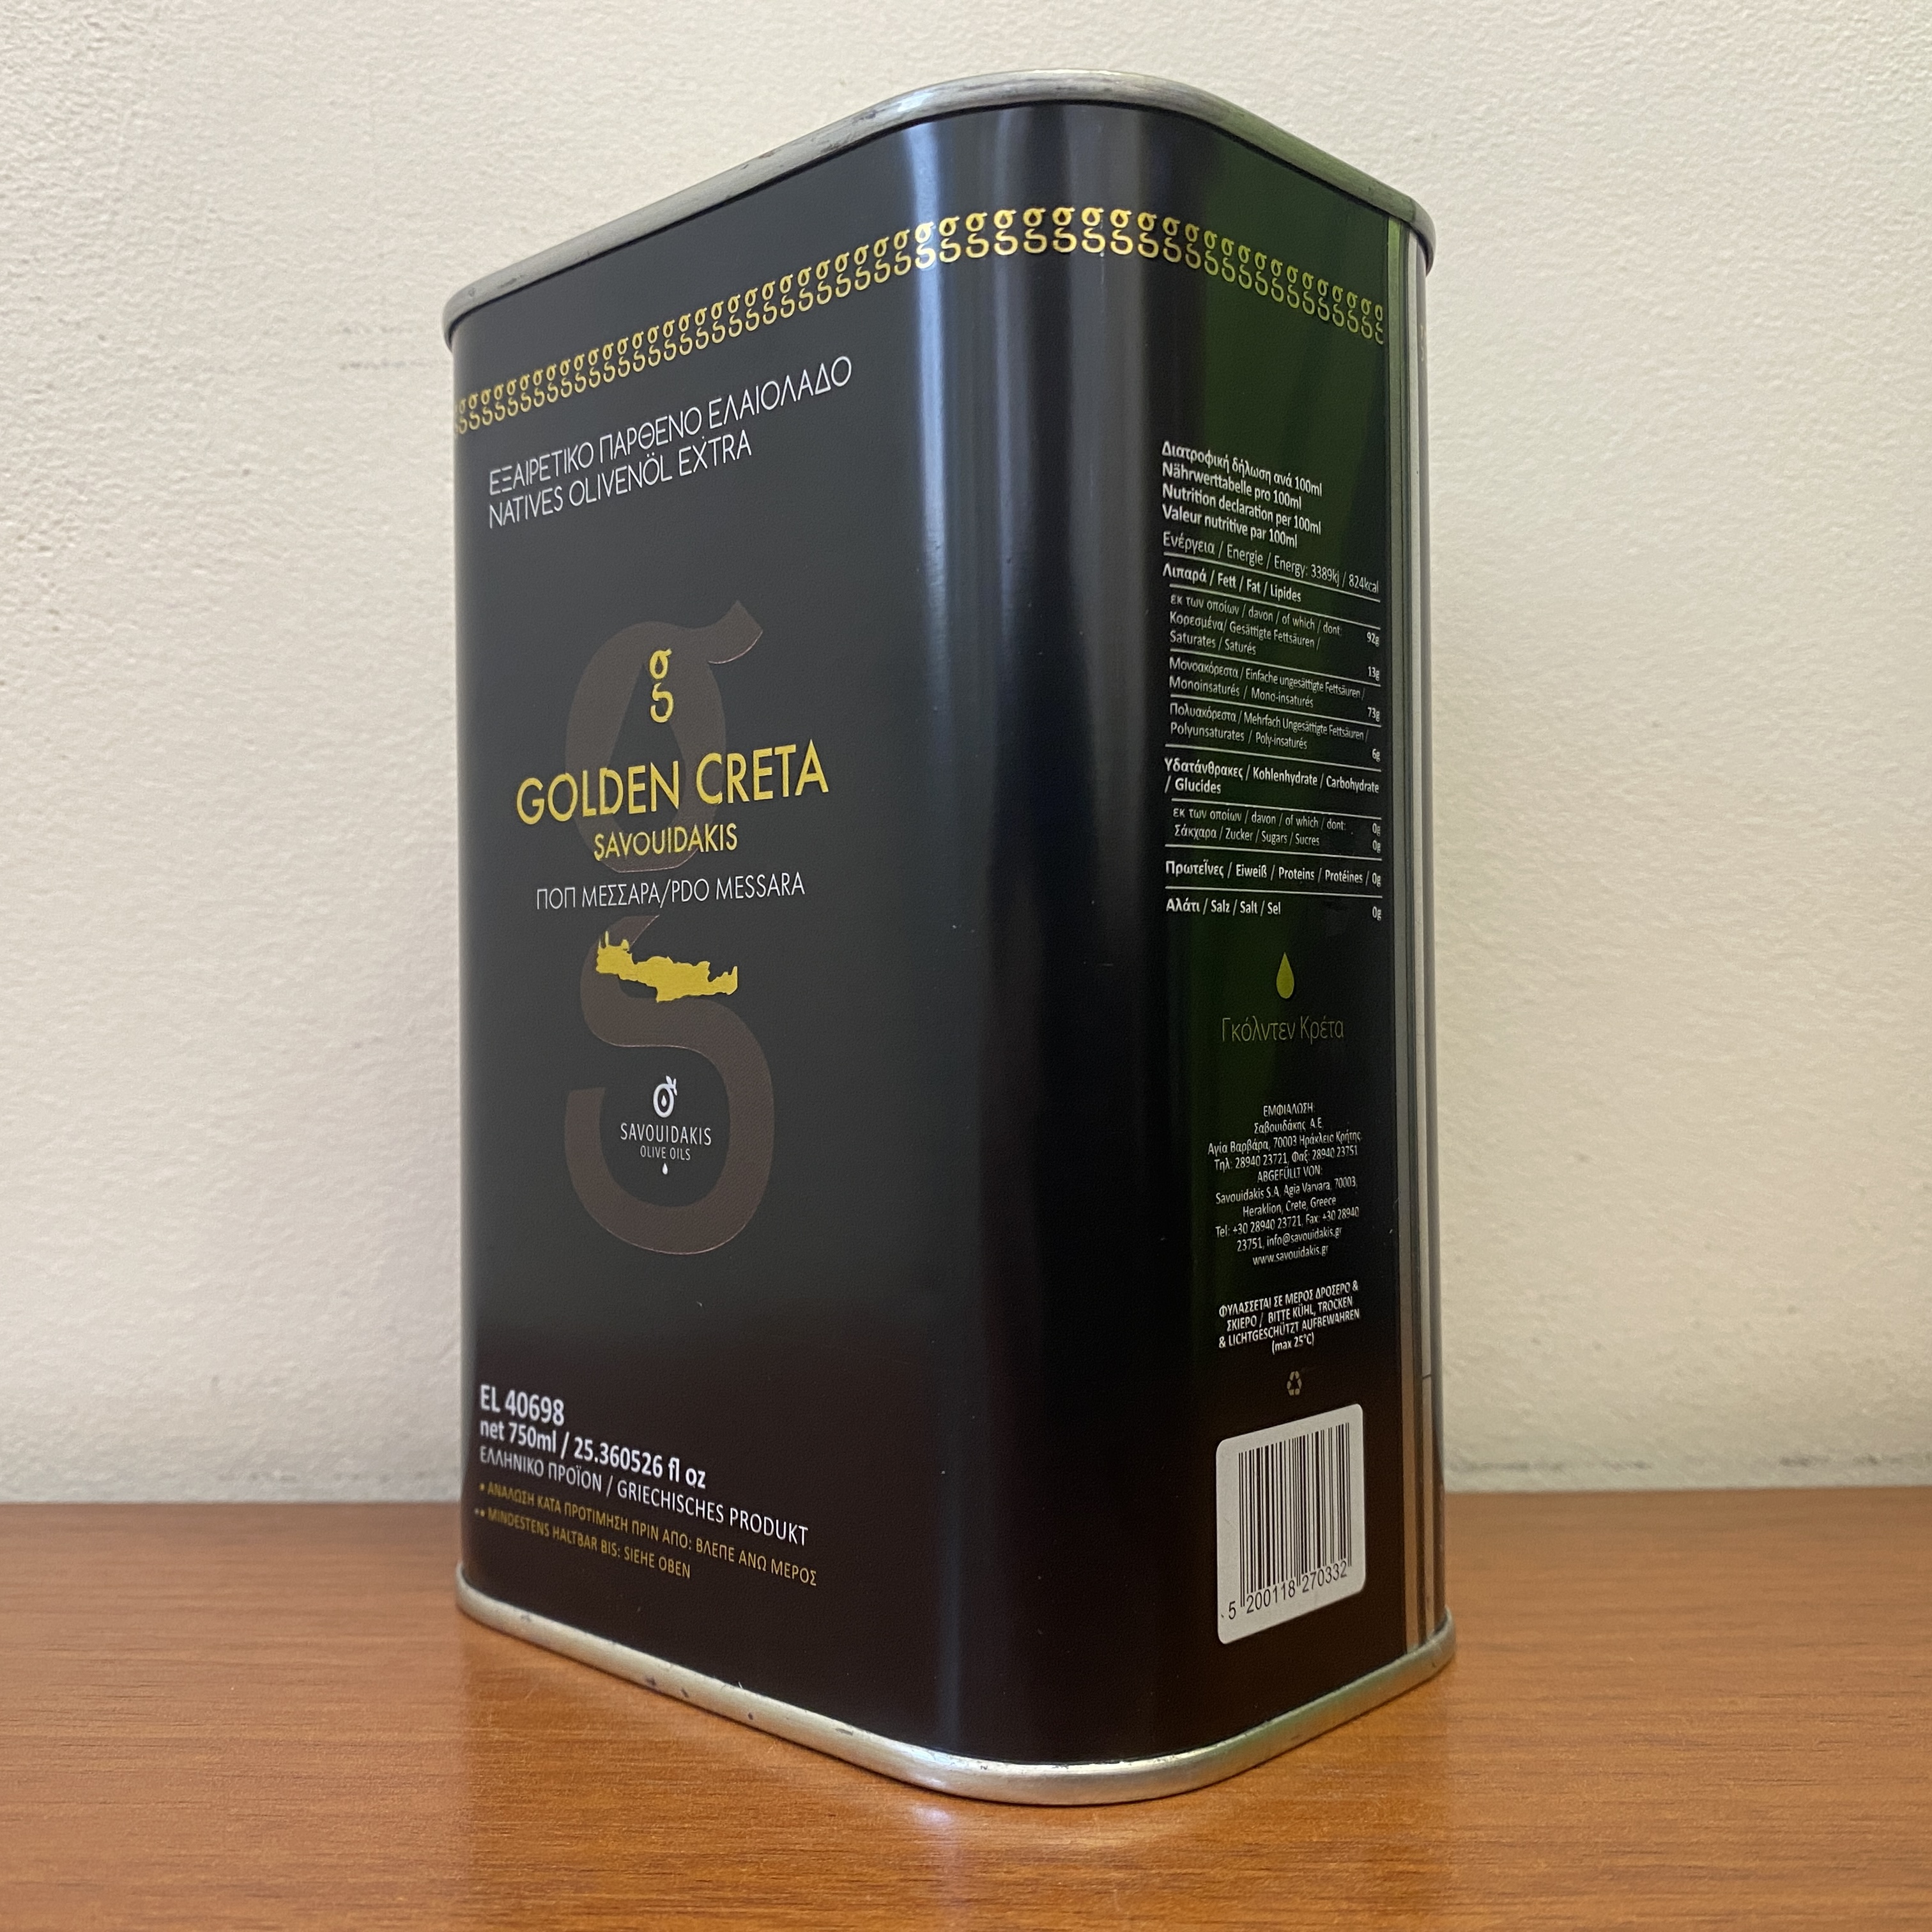 ΕΞΑΙΡΕΤΙΚΟ ΠΑΡΘΕΝΟ ΕΛΑΙΟΛΑΔΟ
NATIVES OLIVENÖL EXTRA
g
GOLDEN CRETA
SAVOUIDAKIS
ΠΟΠ ΜΕΣΣΑΡΑ/PDO MESSARA
SAVOUIDAKIS
OLIVE OILS
EL 40698
net 750ml / 25.360526 fl oz
ΕΛΛΗΝΙΚΟ ΠΡΟΪΟΝ / GRIECHISCHES PRODUKT
• ΑΝΑΛΩΣΗ ΚΑΤΑ ΠΡΟΤΙΜΗΣΗ ΠΡΙΝ ΑΠΟ: ΒΛΕΠΕ ΑΝΩ ΜΕΡΟΣ
•• MINDESTENS HALTBAR BIS: SIEHE OBEN
Διατροφική δήλωση ανά 100ml
Nährwerttabelle pro 100ml
Nutrition declaration per 100ml
Valeur nutritive par 100ml
Ενέργεια / Energie / Energy: 3389kj / 824kcal
Λιπαρά / Fett / Fat / Lipides
εκ των οποίων / davon / of which / dont: 92g
Κορεσμένα/ Gesättigte Fettsäuren /
Saturates / Saturés 13g
Μονοακόρεστα / Einfache ungesättigte Fettsäuren /
Monoinsaturés / Mono-insaturés 73g
Πολυακόρεστα / Mehrfach Ungesättigte Fettsäuren /
Polyunsaturates / Poly-insaturés 6g
Υδατάνθρακες / Kohlenhydrate / Carbohydrate
/ Glucides
εκ των οποίων / davon / of which / dont: 0g
Σάκχαρα / Zucker / Sugars / Sucres 0g
Πρωτεΐνες / Eiweiß / Proteins / Protéines / 0g
Αλάτι / Salz / Salt / Sel 0g
Γκόλντεν Κρέτα
ΕΜΦΙΑΛΩΣΗ:
Σαβουιδάκης Α.Ε.
Αγία Βαρβάρα, 70003 Ηράκλειο Κρήτης
Τηλ: 28940 23721, Φαξ: 28940 23751
ABGEFÜLLT VON:
Savouidakis S.A. Agia Varvara, 70003,
Heraklion, Crete, Greece
Tel: +30 28940 23721, Fax: +30 28940
23751, info@savouidakis.gr
www.savouidakis.gr
ΦΥΛΑΣΣΕΤΑΙ ΣΕ ΜΕΡΟΣ ΔΡΟΣΕΡΟ &
ΣΚΙΕΡΟ / BITTE KÜHL, TROCKEN
& LICHTGESCHÜTZT AUFBEWAHREN
(max 25°C)
5 200118 270332